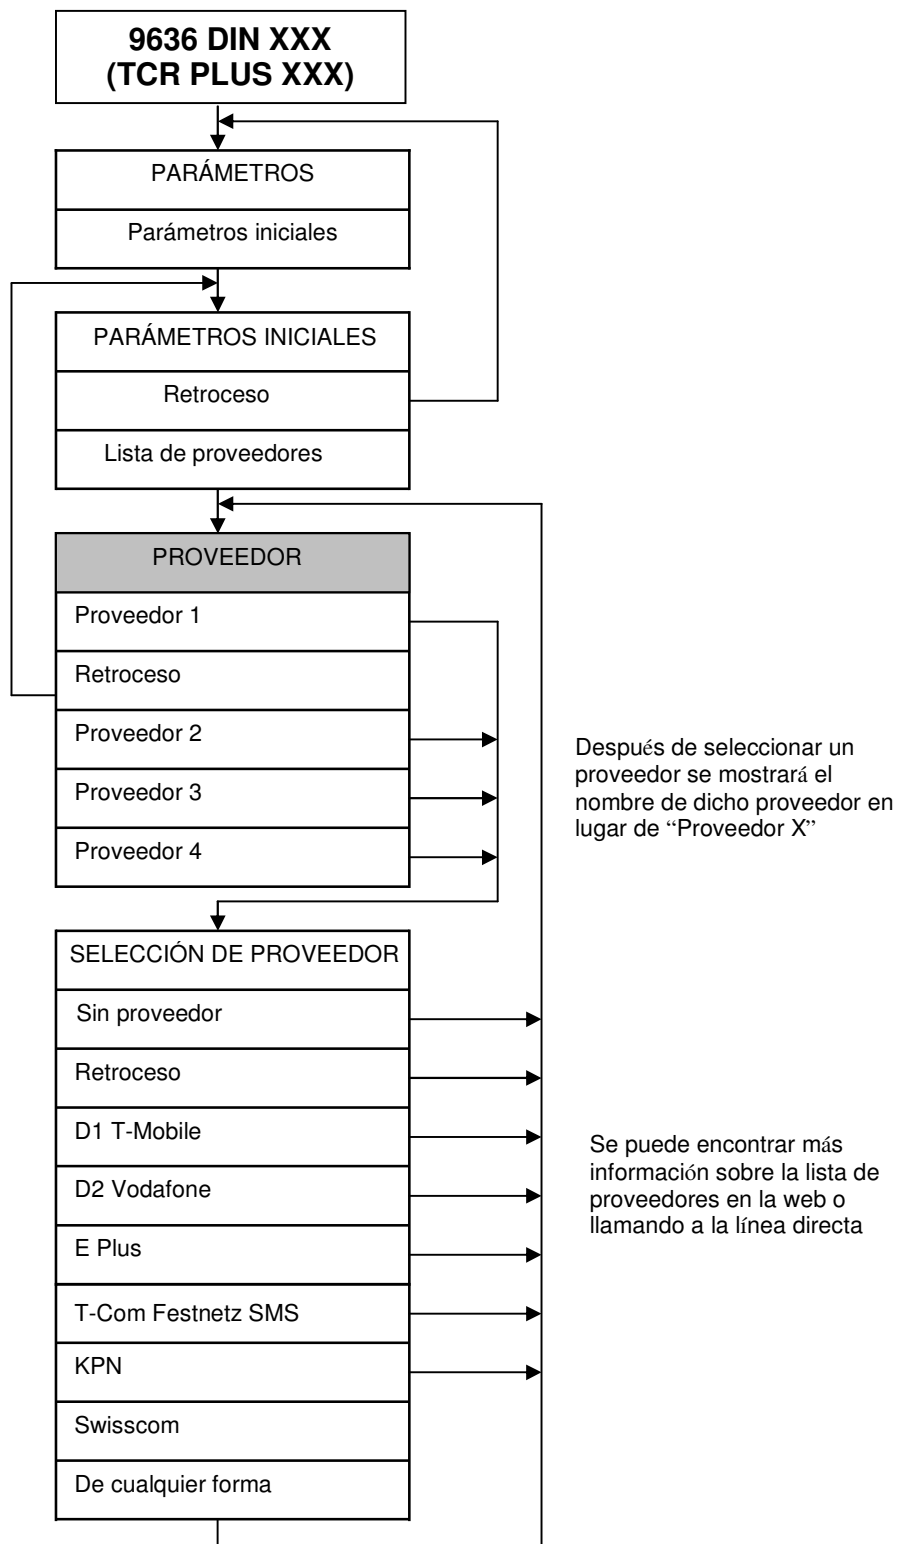 9636 DIN XXX
(TCR PLUS XXX)
PARÁMETROS
Parámetros iniciales
PARÁMETROS INICIALES
Retroceso
Lista de proveedores
PROVEEDOR
Proveedor 1
Retroceso
Proveedor 2
Proveedor 3
Proveedor 4
Después de seleccionar un
proveedor se mostrará el
nombre de dicho proveedor en
lugar de “Proveedor X”
SELECCIÓN DE PROVEEDOR
Sin proveedor
Retroceso
D1 T-Mobile
D2 Vodafone
E Plus
T-Com Festnetz SMS
KPN
Swisscom
De cualquier forma
Se puede encontrar más
información sobre la lista de
proveedores en la web o
llamando a la línea directa